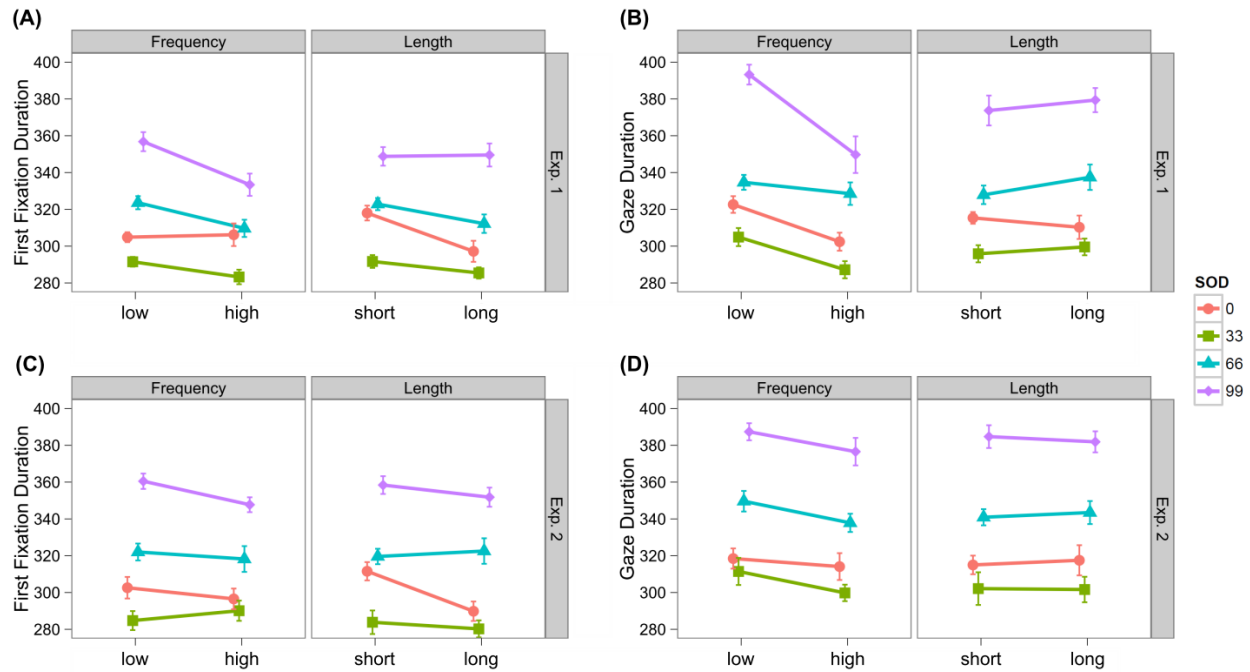 (A)
Frequency
Length
First Fixation Duration
400
380
360
340
320
300
280
low
high
short
long
Exp. 1
(B)
Frequency
Length
Gaze Duration
400
380
360
340
320
300
280
low
high
short
long
Exp. 1
SOD
0
33
66
99
(C)
Frequency
Length
First Fixation Duration
400
380
360
340
320
300
280
low
high
short
long
Exp. 2
(D)
Frequency
Length
Gaze Duration
400
380
360
340
320
300
280
low
high
short
long
Exp. 2